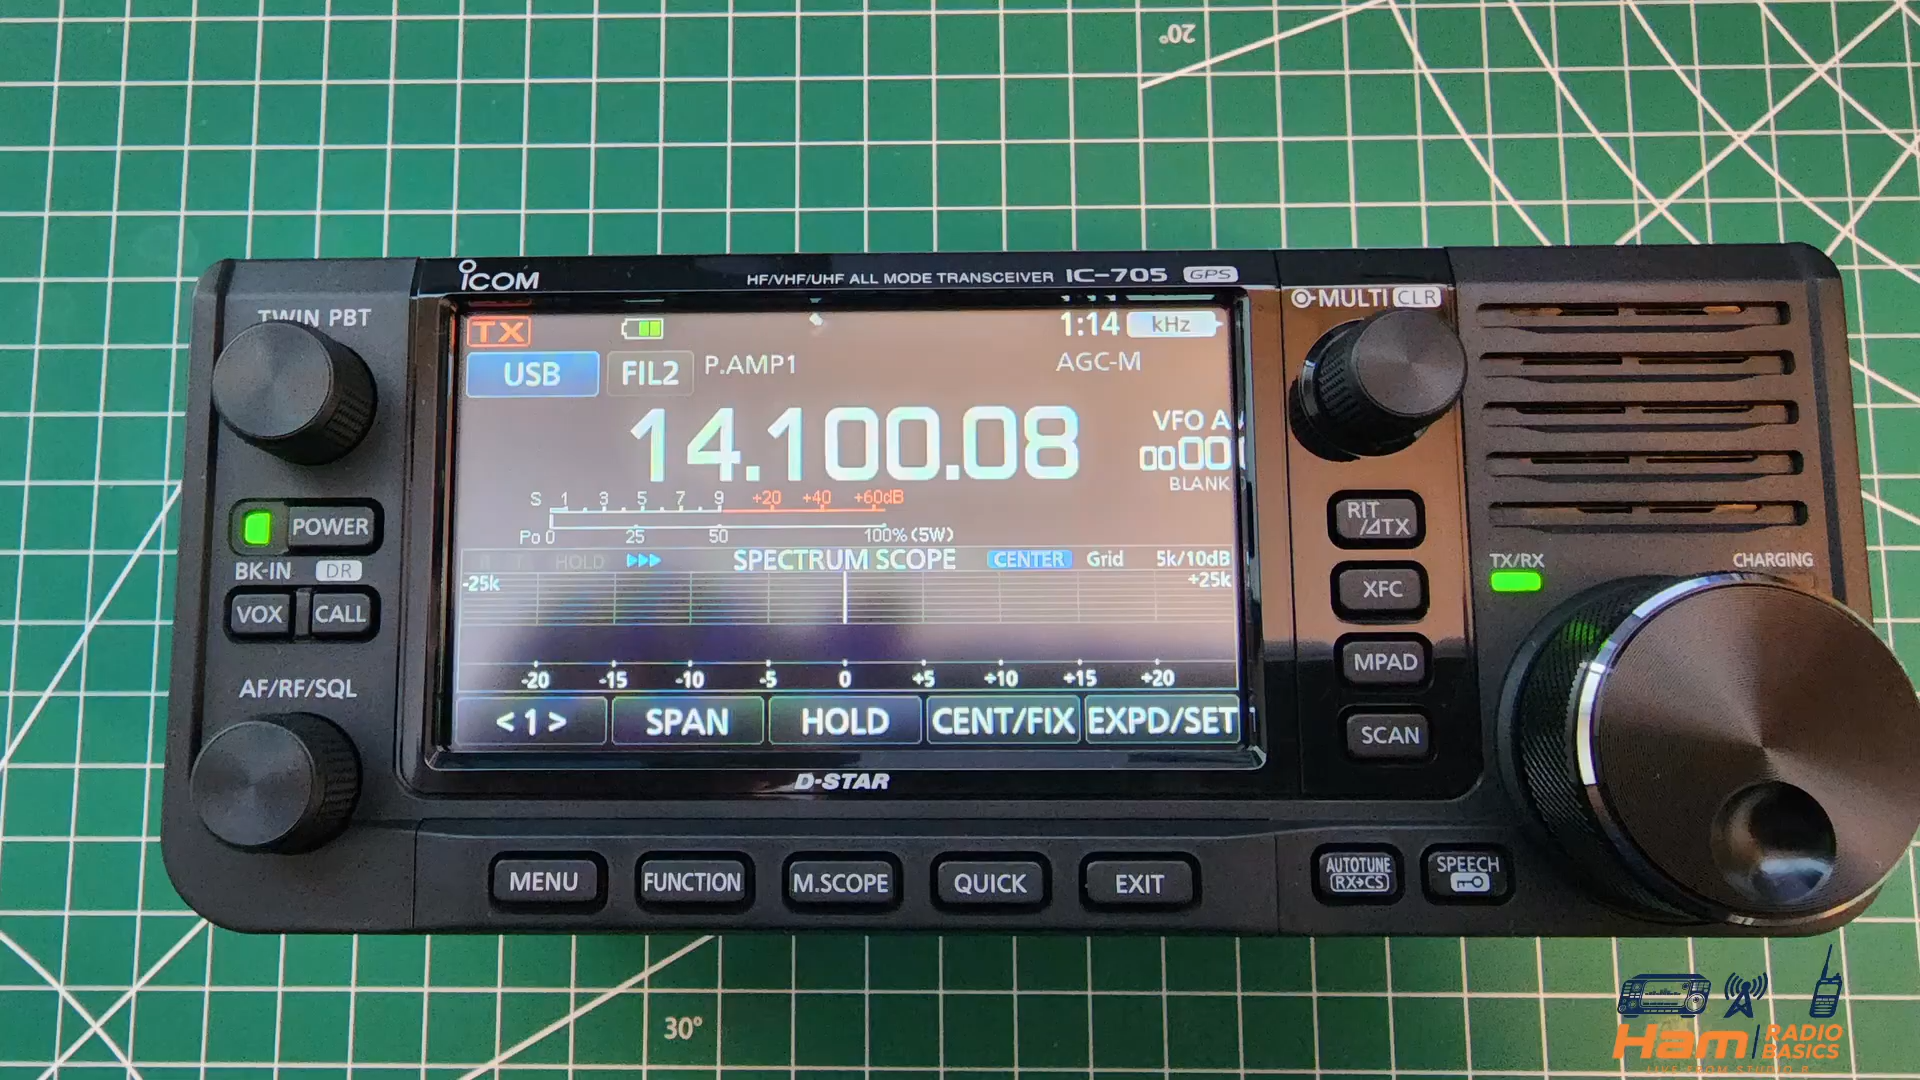 20°
ICOM
HF/VHF/UHF ALL MODE TRANSCEIVER IC-705 GPS
MULTI CLR
TWIN PBT
TX
1:14 kHz
USB FIL2 P.AMP1 AGC-M
14.100.08
VFO A
0000
BLANK
S 1 3 5 7 9 +20 +40 +60dB
Po 0 25 50 100% (5W)
HOLD SPECTRUM SCOPE CENTER Grid 5k/10dB
-25k +25k
-20 -15 -10 -5 0 +5 +10 +15 +20
<1> SPAN HOLD CENT/FIX EXPD/SET
D-STAR
POWER
BK-IN DR
VOX CALL
AF/RF/SQL
RIT/⊿TX
XFC
MPAD
SCAN
TX/RX
CHARGING
MENU FUNCTION M.SCOPE QUICK EXIT
AUTOTUNE
RX→CS
SPEECH
30°
Ham RADIO BASICS
LIVE FROM STUDIO B